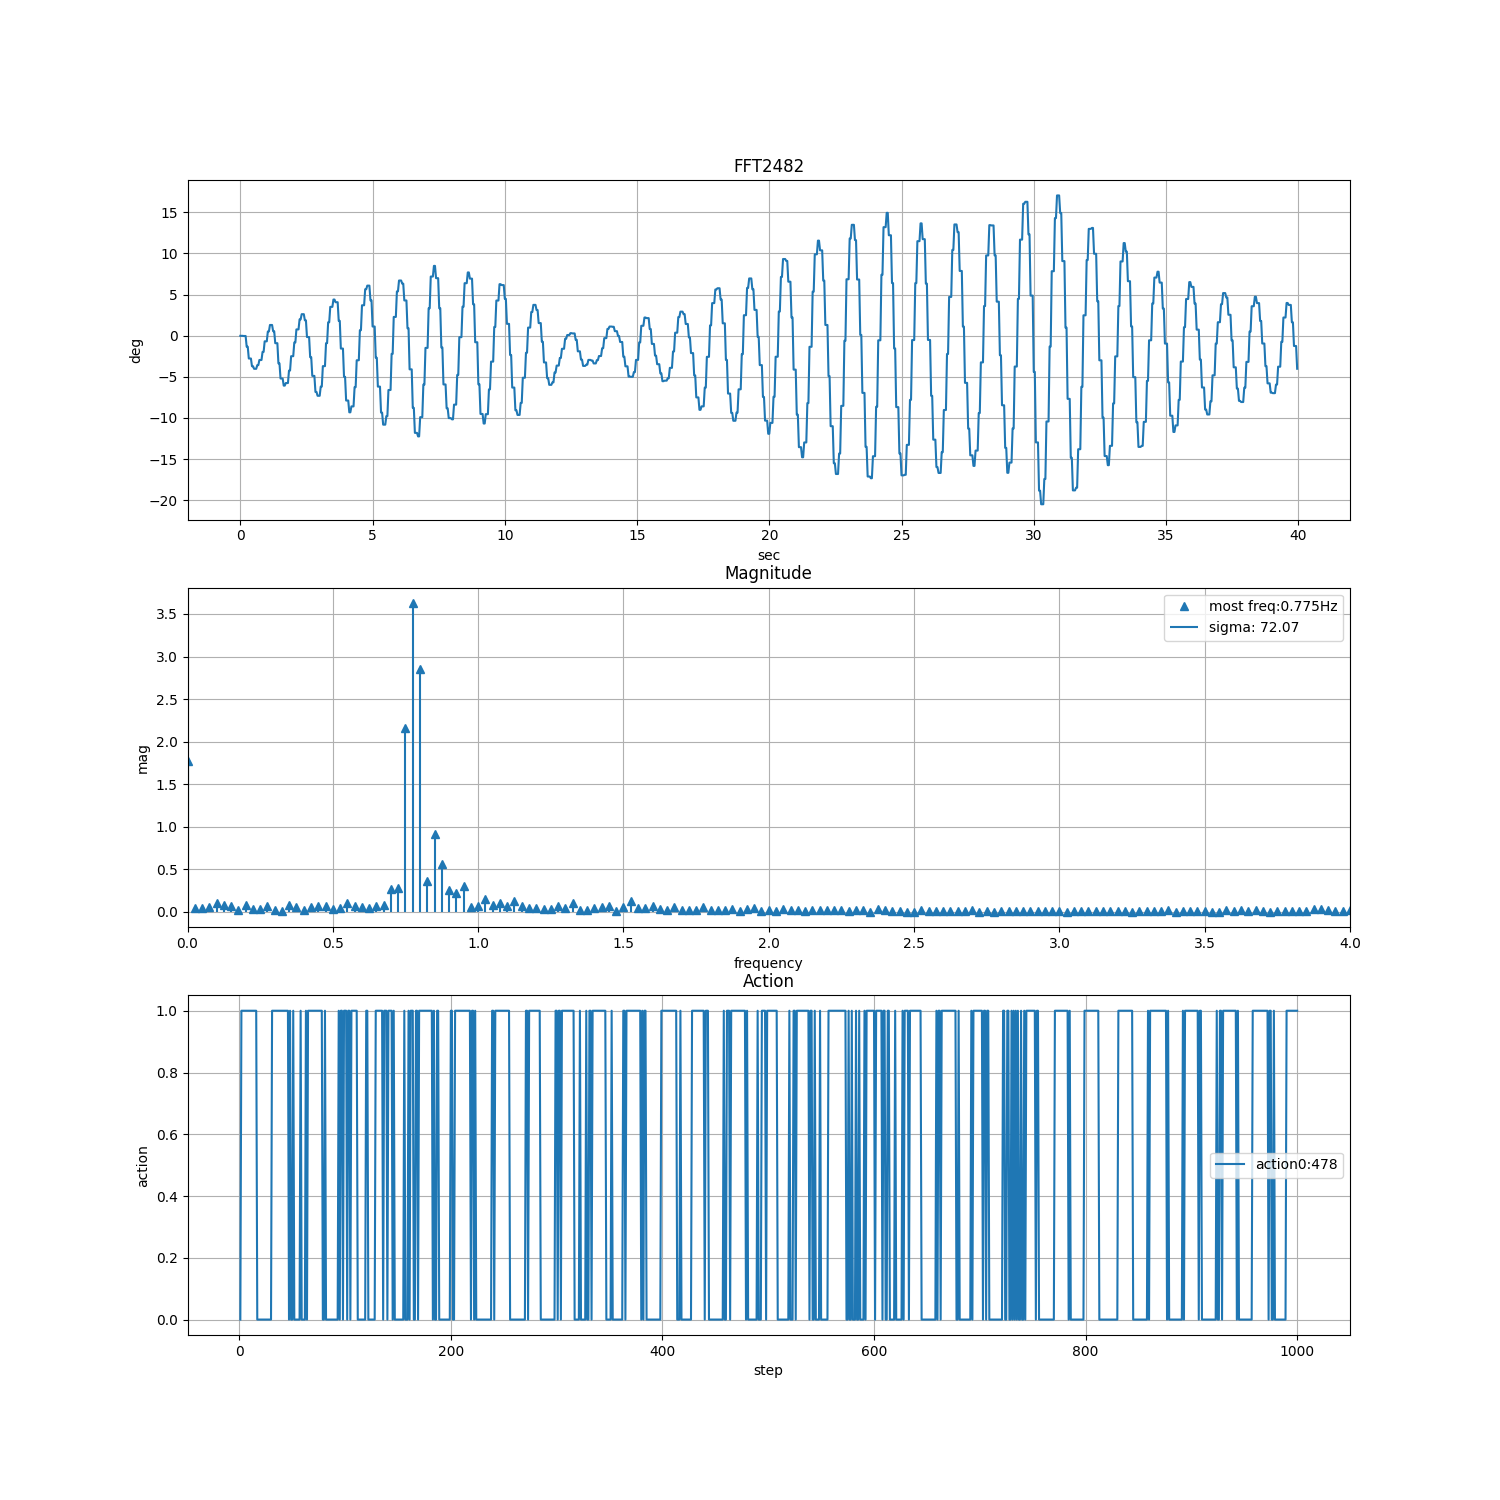 FFT2482
15
10
5
0
−5
−10
−15
−20
deg
0 5 10 15 20 25 30 35 40
sec
Magnitude
3.5
3.0
2.5
2.0
1.5
1.0
0.5
0.0
mag
most freq:0.775Hz
sigma: 72.07
0.0 0.5 1.0 1.5 2.0 2.5 3.0 3.5 4.0
frequency
Action
1.0
0.8
0.6
0.4
0.2
0.0
action
action0:478
0 200 400 600 800 1000
step